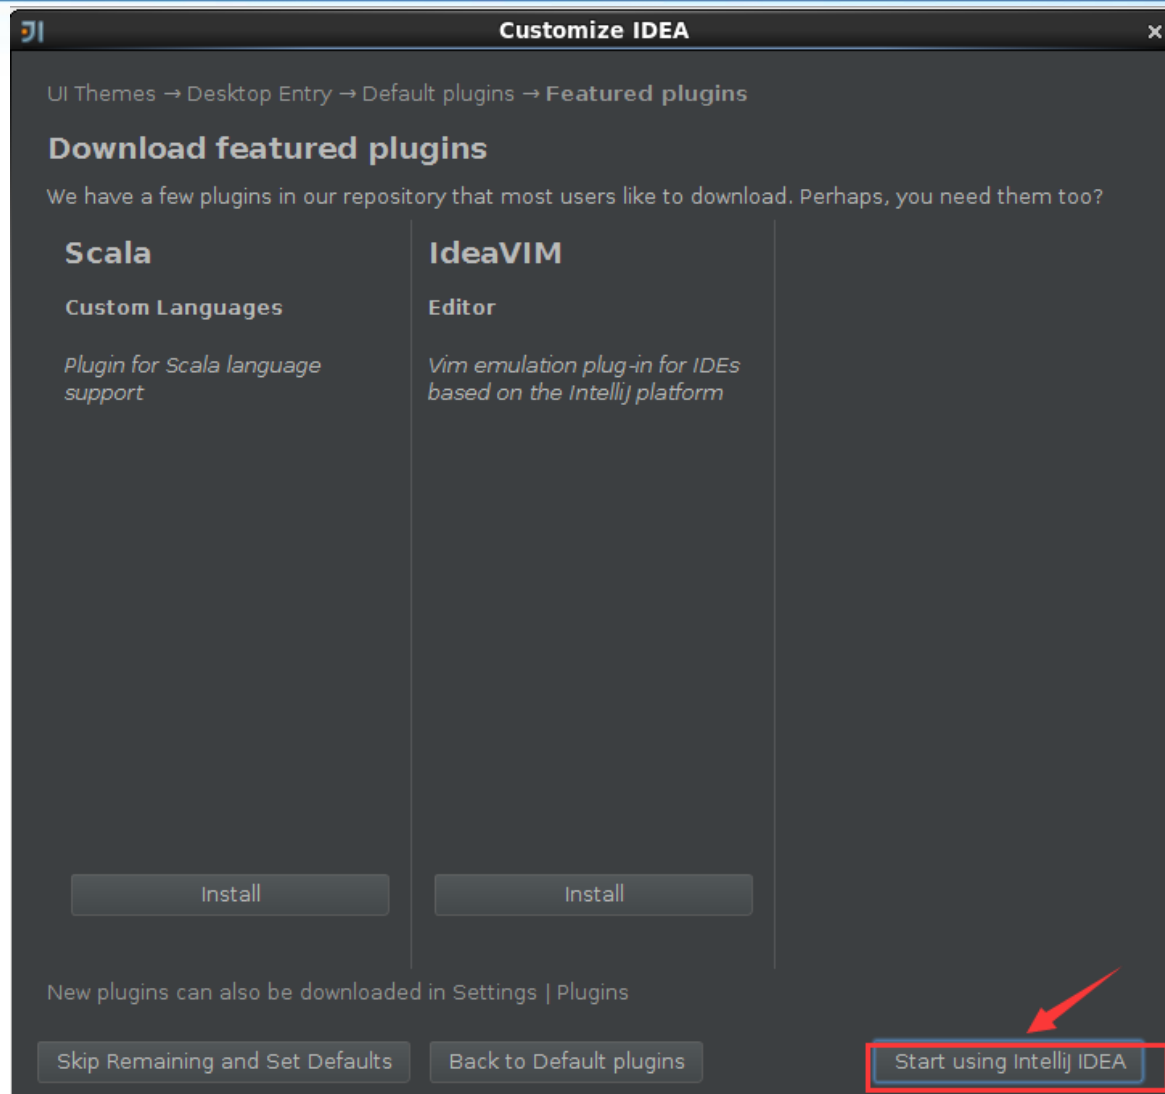 JI
Customize IDEA
UI Themes → Desktop Entry → Default plugins → Featured plugins
Download featured plugins
We have a few plugins in our repository that most users like to download. Perhaps, you need them too?
Scala
Custom Languages
Plugin for Scala language
support
Install
IdeaVIM
Editor
Vim emulation plug-in for IDEs
based on the IntelliJ platform
Install
New plugins can also be downloaded in Settings | Plugins
Skip Remaining and Set Defaults
Back to Default plugins
Start using IntelliJ IDEA